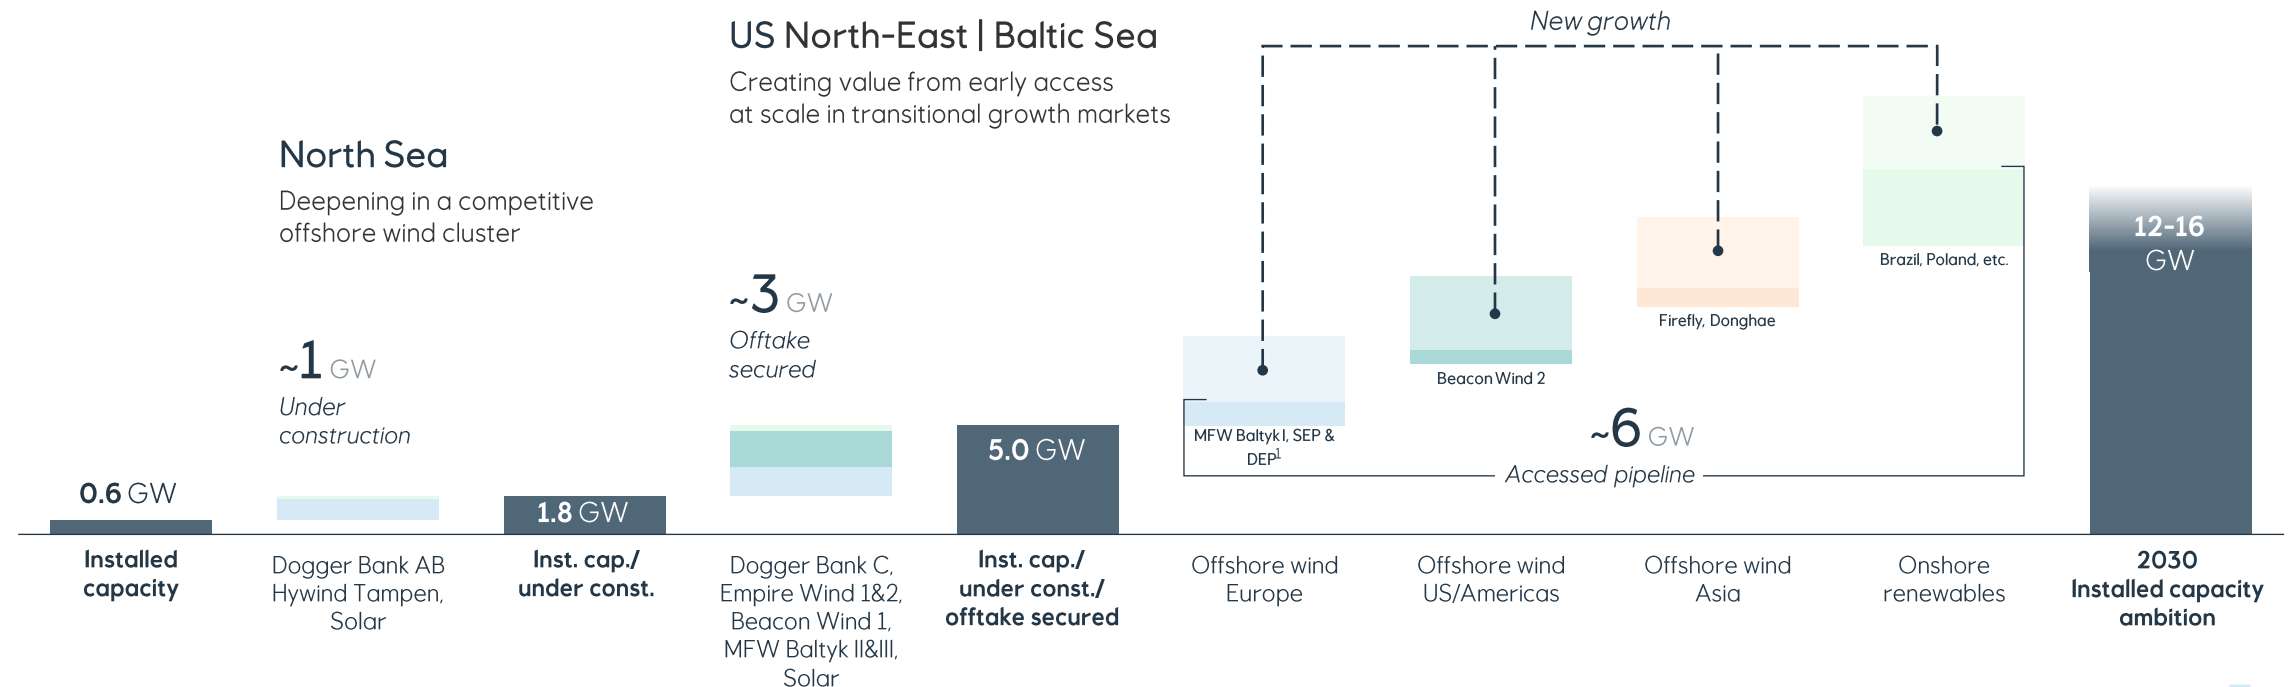 US North-East | Baltic Sea
Creating value from early access
at scale in transitional growth markets
New growth
North Sea
Deepening in a competitive
offshore wind cluster
~1 GW
Under
construction
~3 GW
Offtake
secured
0.6 GW
1.8 GW
5.0 GW
MFW Baltyk I, SEP &
DEP1
Beacon Wind 2
Firefly, Donghae
Brazil, Poland, etc.
~6 GW
Accessed pipeline
12-16
GW
Installed
capacity
Dogger Bank AB
Hywind Tampen,
Solar
Inst. cap./
under const.
Dogger Bank C,
Empire Wind 1&2,
Beacon Wind 1,
MFW Baltyk II&III,
Solar
Inst. cap./
under const./
offtake secured
Offshore wind
Europe
Offshore wind
US/Americas
Offshore wind
Asia
Onshore
renewables
2030
Installed capacity
ambition